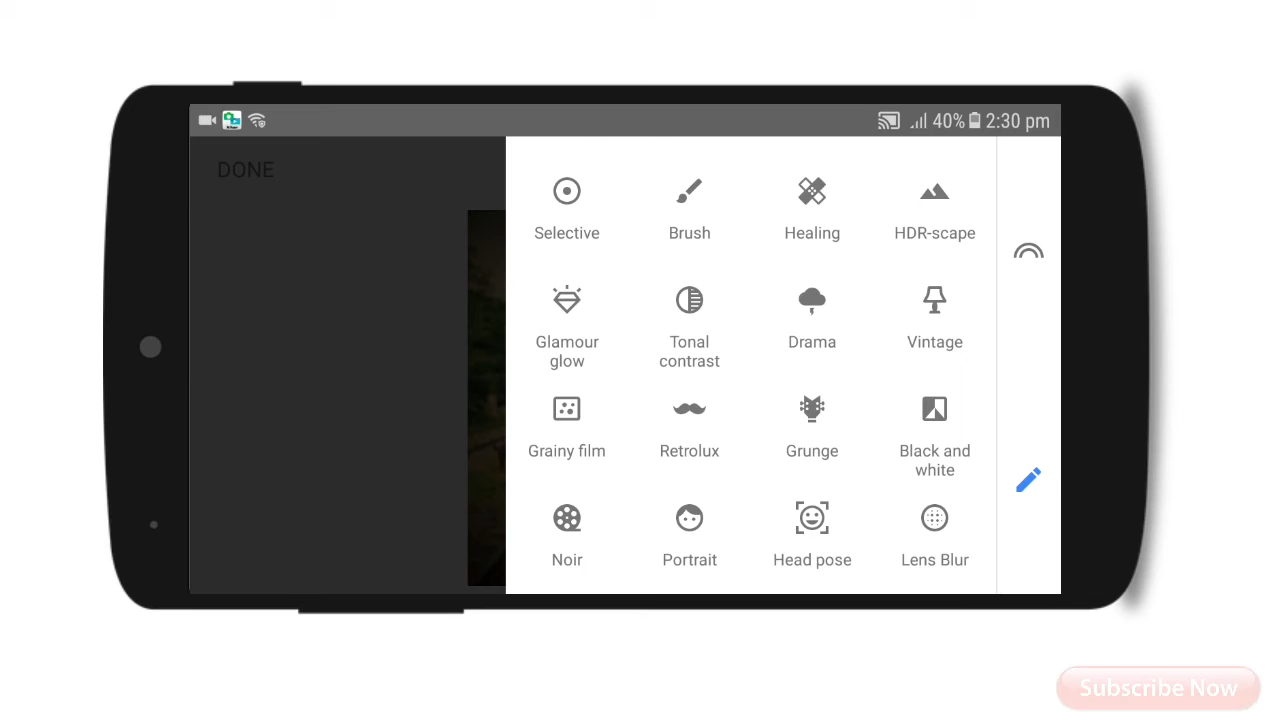 40% 2:30 pm
DONE
Selective
Brush
Healing
HDR-scape
Glamour
glow
Tonal
contrast
Drama
Vintage
Grainy film
Retrolux
Grunge
Black and
white
Noir
Portrait
Head pose
Lens Blur
Subscribe Now